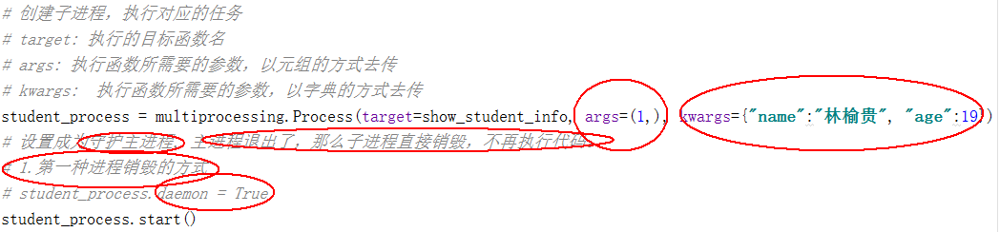 # 创建子进程，执行对应的任务
# target: 执行的目标函数名
# args: 执行函数所需要的参数，以元组的方式去传
# kwargs:  执行函数所需要的参数，以字典的方式去传
student_process = multiprocessing.Process(target=show_student_info, args=(1,), kwargs={"name":"林榆贵", "age":19})
# 设置成为守护主进程，主进程退出了，那么子进程直接销毁，不再执行代码
# 1.第一种进程销毁的方式
# student_process.daemon = True
student_process.start()